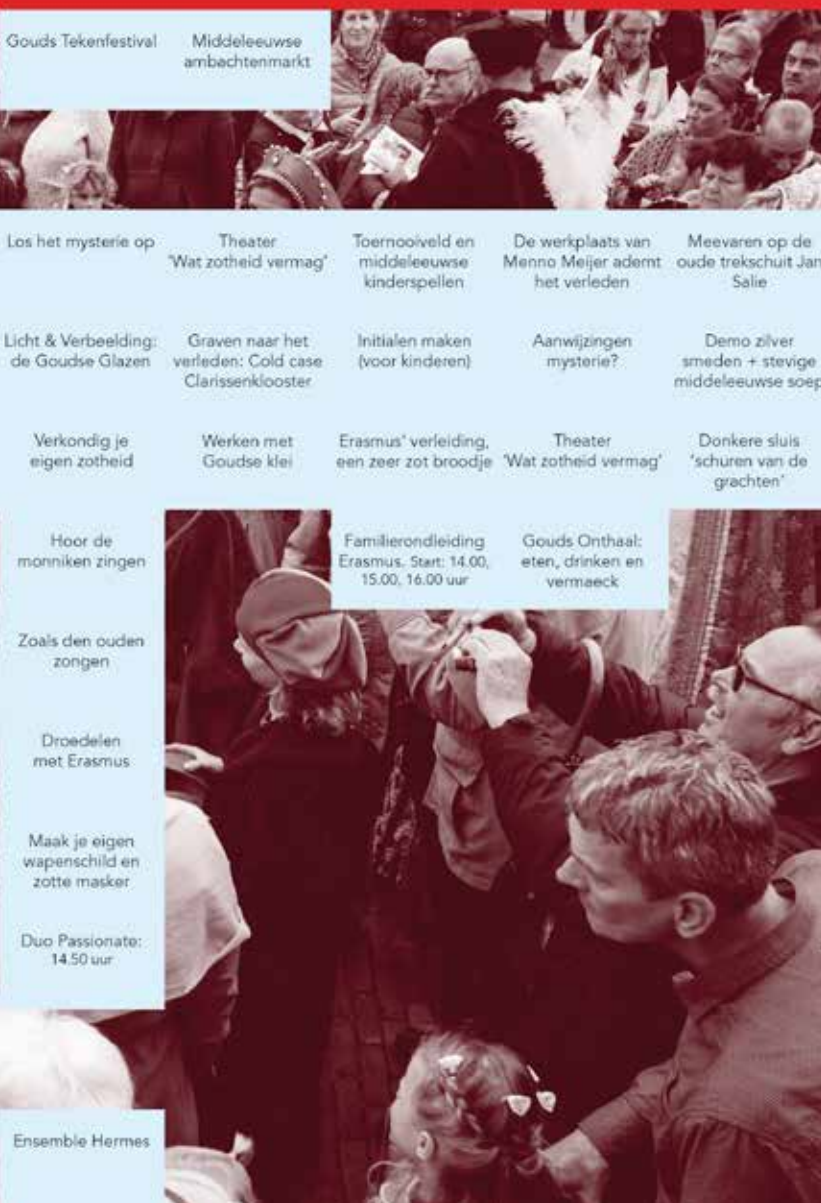 Gouds Tekenfestival
Middeleeuwse
ambachtenmarkt
Los het mysterie op
Theater
'Wat zotheid vermag'
Toernooiveld en
middeleeuwse
kinderspellen
De werkplaats van
Menno Meijer ademt
het verleden
Meevaren op de
oude trekschuit Jan
Salie
Licht & Verbeelding:
de Goudse Glazen
Graven naar het
verleden: Cold case
Clarissenklooster
Initialen maken
(voor kinderen)
Aanwijzingen
mysterie?
Demo zilver
smeden + stevige
middeleeuwse soep
Verkondig je
eigen zotheid
Werken met
Goudse klei
Erasmus' verleiding,
een zeer zot broodje
Theater
'Wat zotheid vermag'
Donkere sluis
'schuren van de
grachten'
Hoor de
monniken zingen
Familierondleiding
Erasmus. Start: 14.00,
15.00, 16.00 uur
Gouds Onthaal:
eten, drinken en
vermaeck
Zoals den ouden
zongen
Droedelen
met Erasmus
Maak je eigen
wapenschild en
zotte masker
Duo Passionate:
14.50 uur
Ensemble Hermes